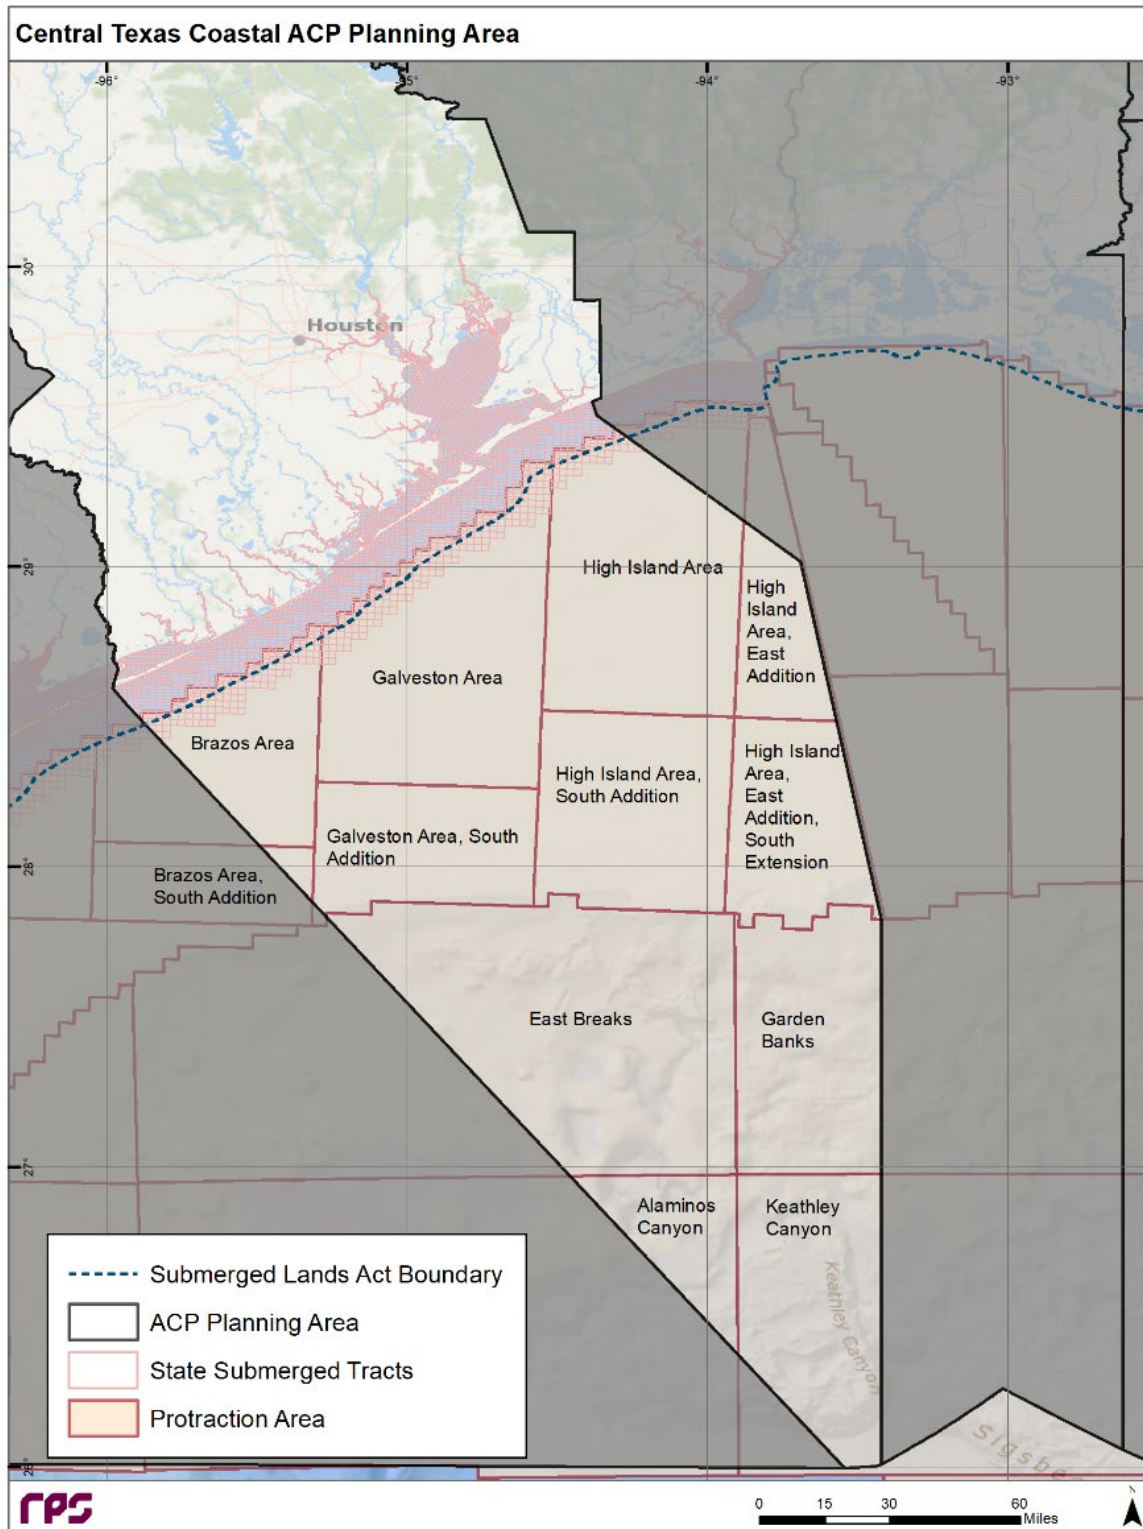 Central Texas Coastal ACP Planning Area
-96°
-95°
-94°
-93°
30°
Houston
29°
High Island Area
High
Island
Area,
East
Addition
Galveston Area
Brazos Area
High Island
Area,
East
Addition,
South
Extension
High Island Area,
South Addition
Galveston Area, South
Addition
28°
Brazos Area,
South Addition
East Breaks
Garden
Banks
27°
Alaminos
Canyon
Keathley
Canyon
Keathley Canyon
Submerged Lands Act Boundary
ACP Planning Area
State Submerged Tracts
Protraction Area
Sigsbe
26°
rps
0 15 30 60
Miles
N